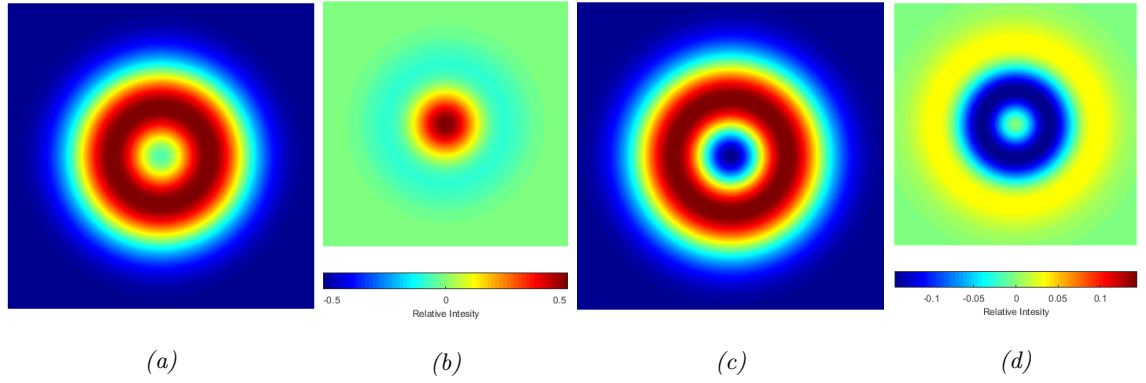 -0.5 0 0.5
Relative Intesity
-0.1 -0.05 0 0.05 0.1
Relative Intesity
(a) (b) (c) (d)